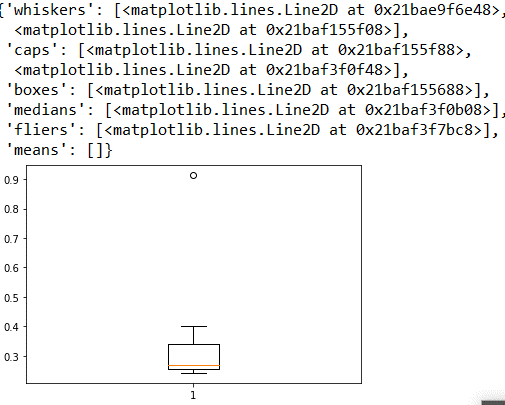 {'whiskers': [<matplotlib.lines.Line2D at 0x21bae9f6e48>,
<matplotlib.lines.Line2D at 0x21baf155f08>],
'caps': [<matplotlib.lines.Line2D at 0x21baf155f88>,
<matplotlib.lines.Line2D at 0x21baf3f0f48>],
'boxes': [<matplotlib.lines.Line2D at 0x21baf155688>],
'medians': [<matplotlib.lines.Line2D at 0x21baf3f0b08>],
'fliers': [<matplotlib.lines.Line2D at 0x21baf3f7bc8>],
'means': []}
0.9
0.8
0.7
0.6
0.5
0.4
0.3
1